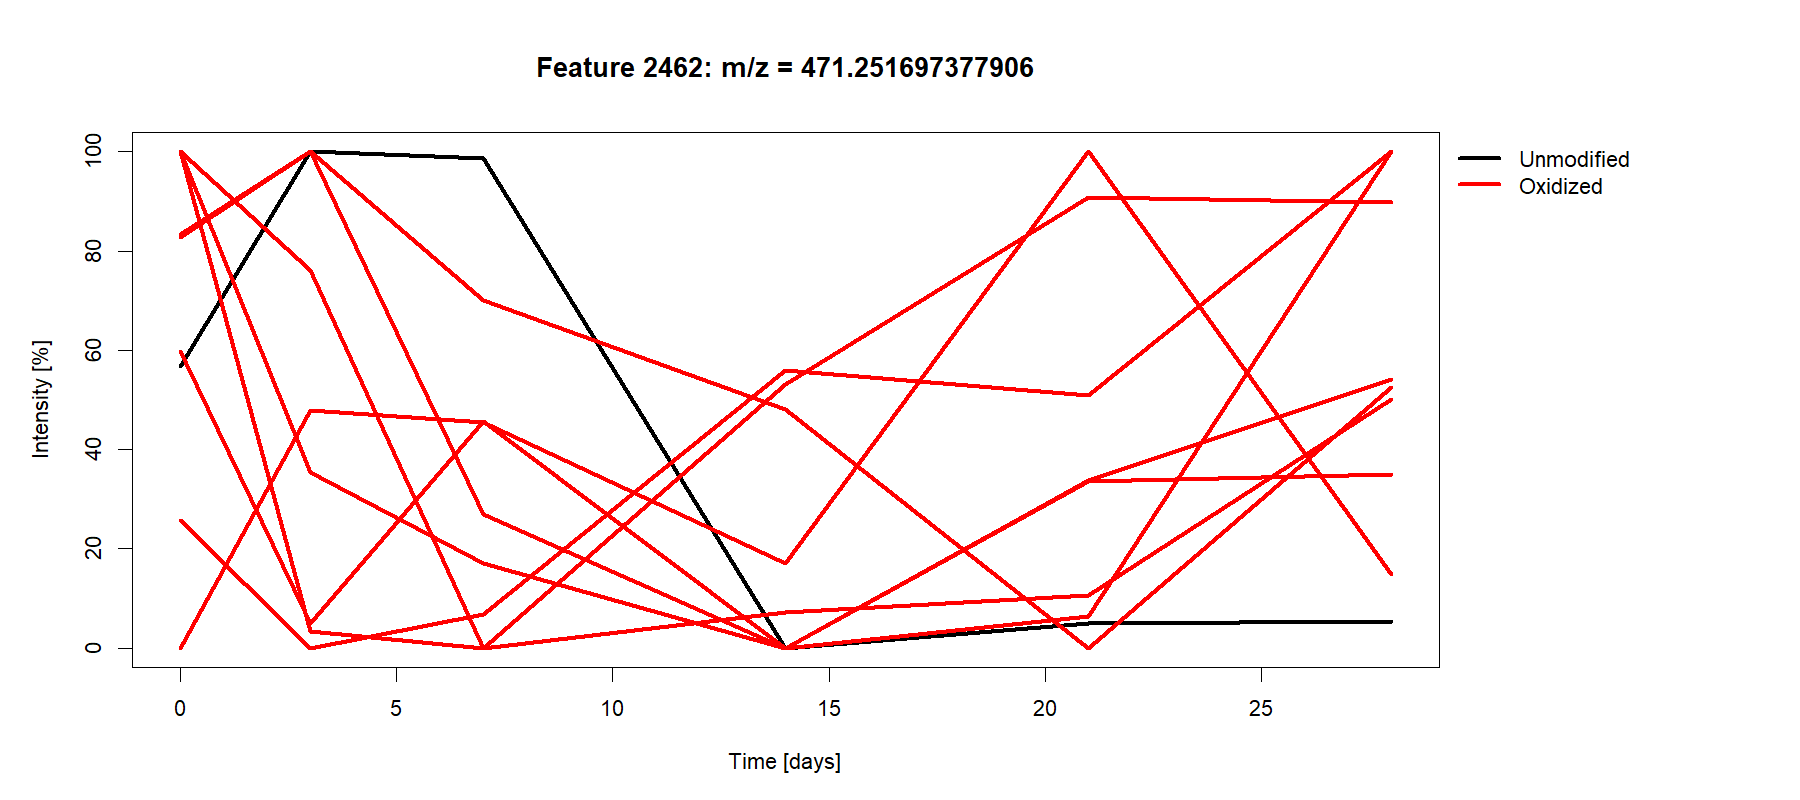 Feature 2462: m/z = 471.251697377906
Unmodified
Oxidized
Intensity [%]
100
80
60
40
20
0
0 5 10 15 20 25
Time [days]